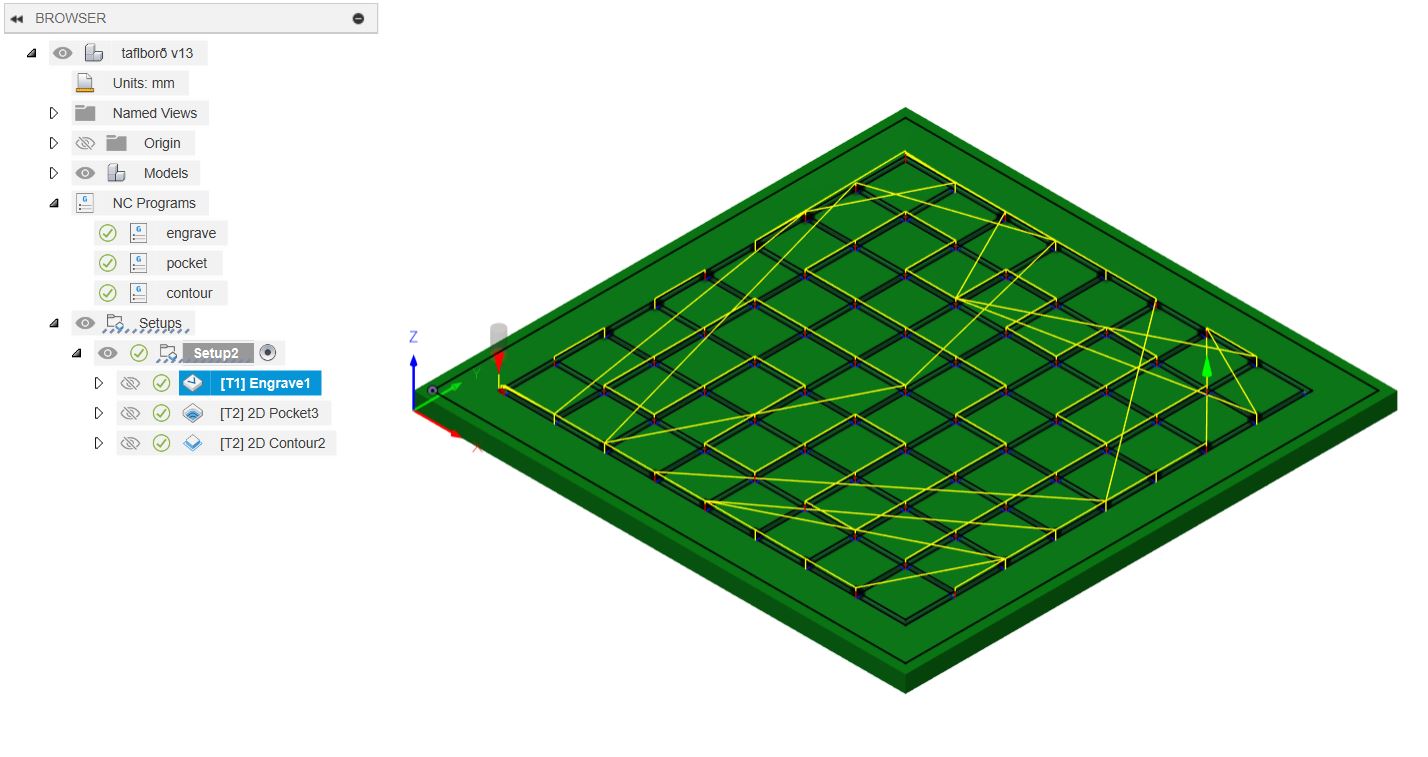 BROWSER
taflborð v13
Units: mm
Named Views
Origin
Models
NC Programs
engrave
pocket
contour
Setups
Setup2
[T1] Engrave1
[T2] 2D Pocket3
[T2] 2D Contour2
Z
Y
X